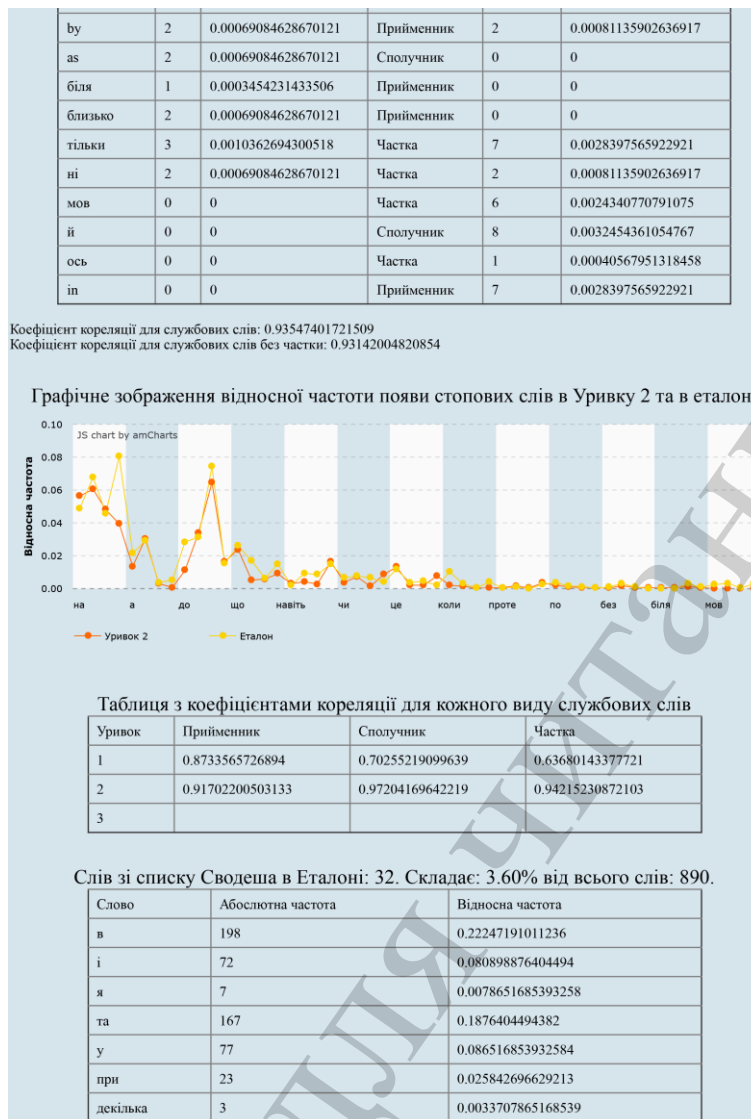 by 2 0.00069084628670121 Прийменник 2 0.00081135902636917
as 2 0.00069084628670121 Сполучник 0 0
біля 1 0.0003454231433506 Прийменник 0 0
близько 2 0.00069084628670121 Прийменник 0 0
тільки 3 0.0010362694300518 Частка 7 0.0028397565922921
ні 2 0.00069084628670121 Частка 2 0.00081135902636917
мов 0 0 Частка 6 0.0024340770791075
й 0 0 Сполучник 8 0.0032454361054767
ось 0 0 Частка 1 0.00040567951318458
in 0 0 Прийменник 7 0.0028397565922921
Коефіцієнт кореляції для службових слів: 0.93547401721509
Коефіцієнт кореляції для службових слів без частки: 0.93142004820854
Графічне зображення відносної частоти появи стопових слів в Уривку 2 та в еталон
JS chart by amCharts
Відносна частота
0.10
0.08
0.06
0.04
0.02
0.00
на а до що навіть чи це коли проте по без біля мов
Уривок 2 Еталон
Таблиця з коефіцієнтами кореляції для кожного виду службових слів
Уривок Прийменник Сполучник Частка
1 0.8733565726894 0.70255219099639 0.63680143377721
2 0.91702200503133 0.97204169642219 0.94215230872103
3
Слів зі списку Сводеша в Еталоні: 32. Складає: 3.60% від всього слів: 890.
Слово Абослютна частота Відносна частота
в 198 0.22247191011236
і 72 0.080898876404494
я 7 0.0078651685393258
та 167 0.1876404494382
у 77 0.086516853932584
при 23 0.025842696629213
декілька 3 0.0033707865168539